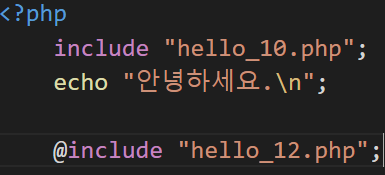 <?php
include "hello_10.php";
echo "안녕하세요.\n";
@include "hello_12.php";